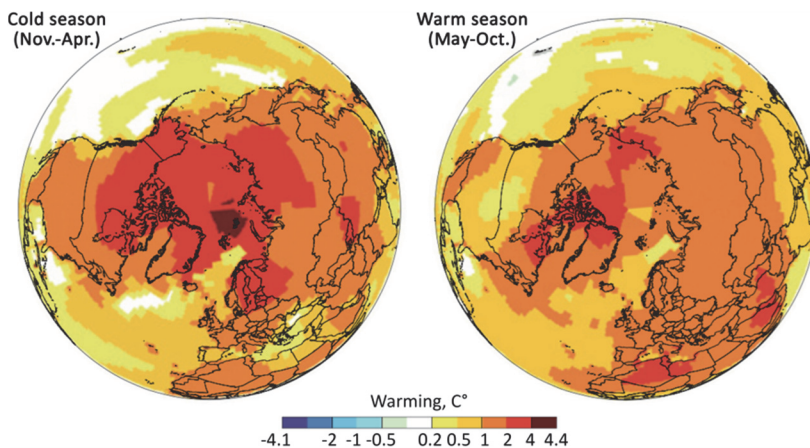 Cold season
(Nov.-Apr.)
Warm season
(May-Oct.)
Warming, C°
-4.1 -2 -1 -0.5 0.2 0.5 1 2 4 4.4